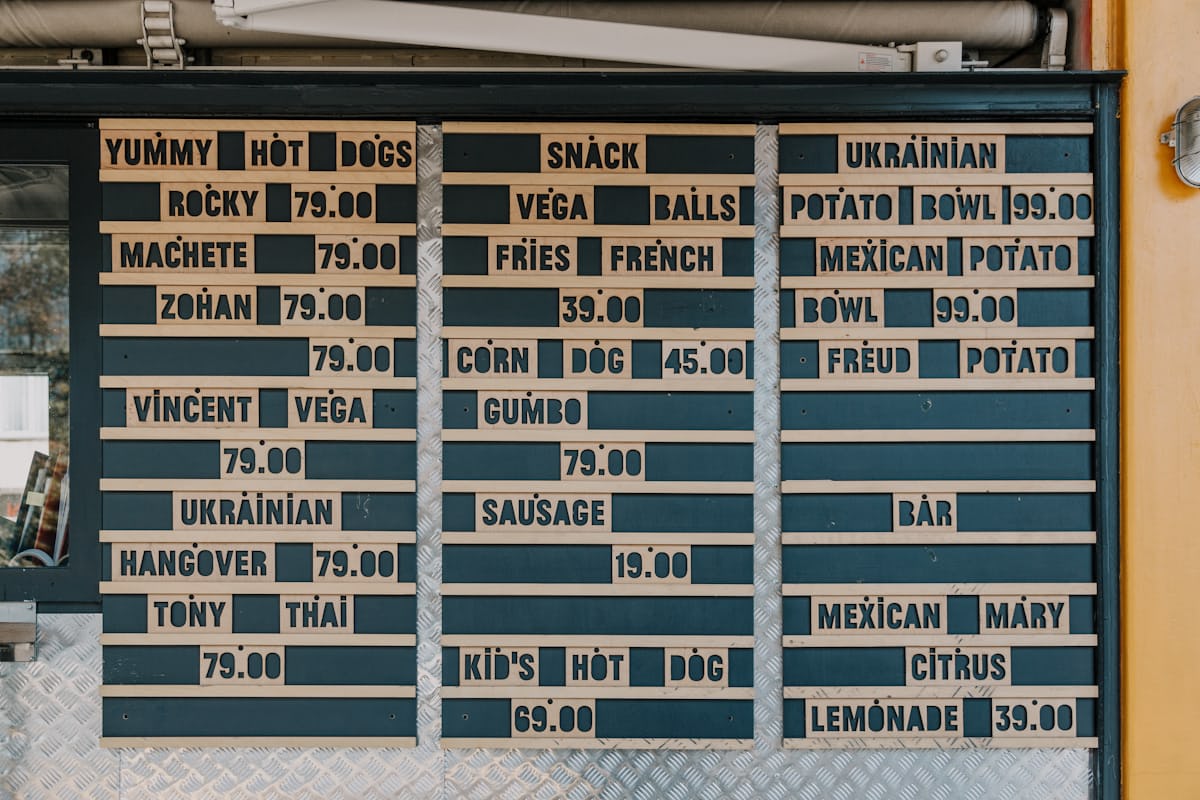 YUMMY HOT DOGS
ROCKY 79.00
MACHETE 79.00
ZOHAN 79.00
79.00
VINCENT VEGA
79.00
UKRAINIAN
HANGOVER 79.00
TONY THAI
79.00
SNACK
VEGA BALLS
FRIES FRENCH
39.00
CORN DOG 45.00
GUMBO
79.00
SAUSAGE
19.00
KID'S HOT DOG
69.00
UKRAINIAN
POTATO BOWL 99.00
MEXICAN POTATO
BOWL 99.00
FREUD POTATO
BAR
MEXICAN MARY
CITRUS
LEMONADE 39.00